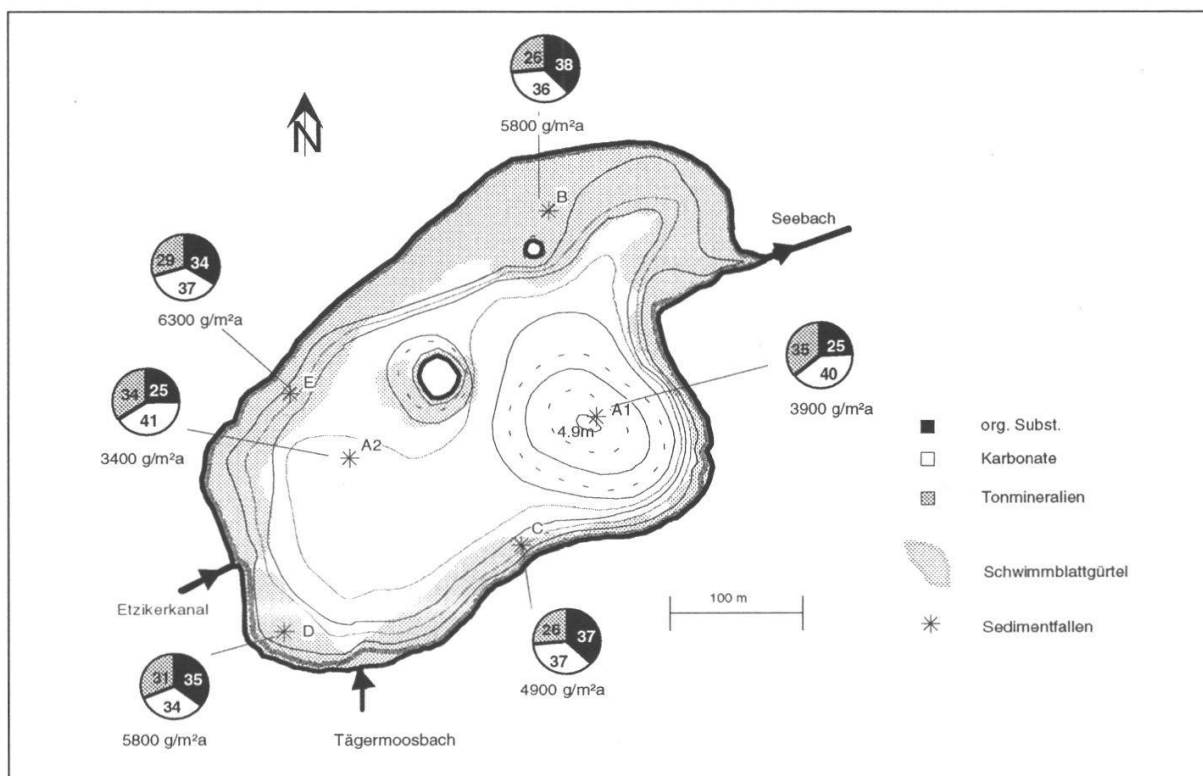 26 38
36
5800 g/m²a
N
B
Seebach
29 34
37
6300 g/m²a
E
35 25
40
3900 g/m²a
34 25
41
3400 g/m²a
A2
A1
4.9m
org. Subst.
Karbonate
Tonmineralien
C
Schwimmblattgürtel
100 m
Etzikerkanal
D
Sedimentfallen
26 37
37
4900 g/m²a
31 35
34
5800 g/m²a
Tägermoosbach